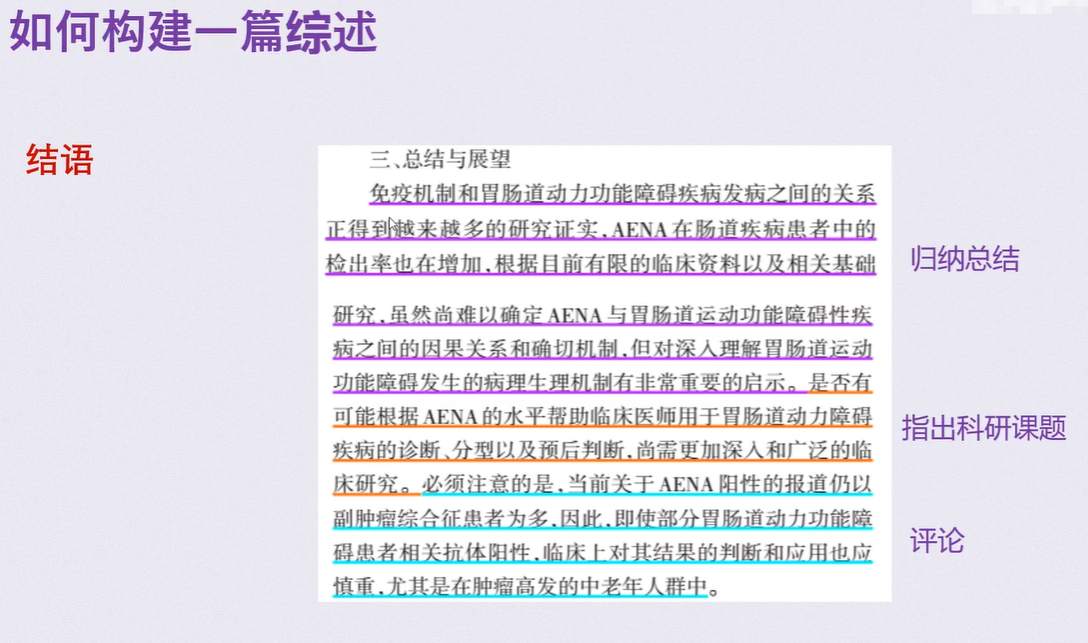 如何构建一篇综述
结语
三、总结与展望
免疫机制和胃肠道动力功能障碍疾病发病之间的关系
正得到越来越多的研究证实,AENA在肠道疾病患者中的
检出率也在增加,根据目前有限的临床资料以及相关基础
归纳总结
研究,虽然尚难以确定AENA与胃肠道运动功能障碍性疾
病之间的因果关系和确切机制,但对深入理解胃肠道运动
功能障碍发生的病理生理机制有非常重要的启示。是否有
可能根据AENA的水平帮助临床医师用于胃肠道动力障碍
疾病的诊断、分型以及预后判断,尚需更加深入和广泛的临
指出科研课题
床研究。必须注意的是,当前关于AENA阳性的报道仍以
副肿瘤综合征患者为多,因此,即使部分胃肠道动力功能障
碍患者相关抗体阳性,临床上对其结果的判断和应用也应
评论
慎重,尤其是在肿瘤高发的中老年人群中。